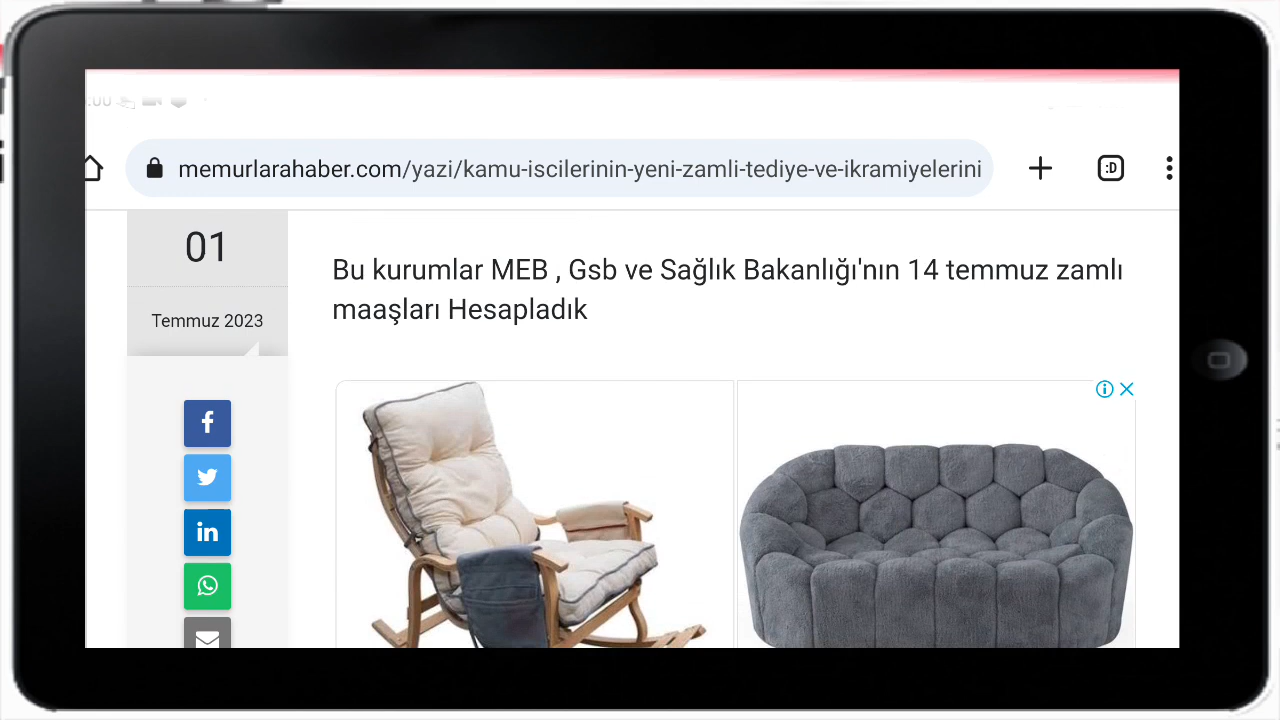 memurlarahaber.com/yazi/kamu-iscilerinin-yeni-zamli-tediye-ve-ikramiyelerini
:D
01
Temmuz 2023
Bu kurumlar MEB , Gsb ve Sağlık Bakanlığı'nın 14 temmuz zamlı
maaşları Hesapladık